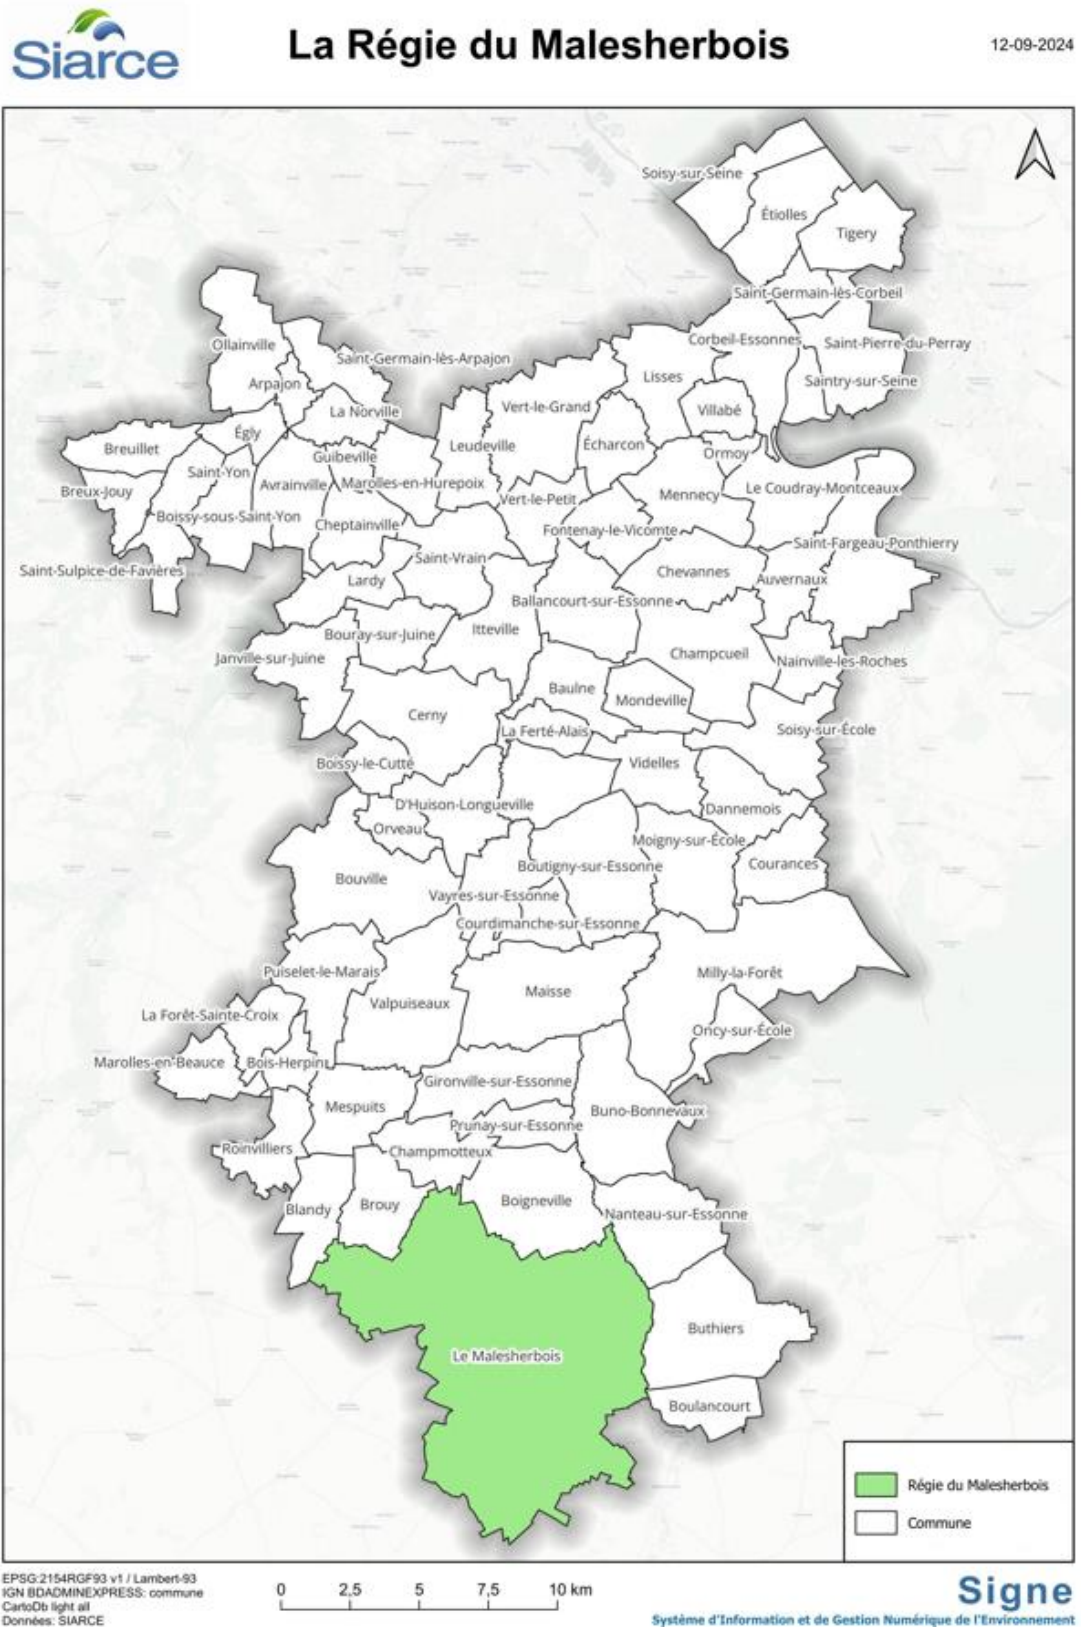 Siarce
La Régie du Malesherbois
12-09-2024
Soisy-sur-Seine
Étiolles
Tigery
Saint-Germain-lès-Corbeil
Ollainville
Corbeil-Essonnes
Saint-Pierre-du-Perray
Saint-Germain-lès-Arpajon
Arpajon
Lisses
Saintry-sur-Seine
La Norville
Vert-le-Grand
Villabé
Égly
Breuillet
Guibeville
Leudeville
Écharcon
Ormoy
Saint-Yon
Breux-Jouy
Avrainville
Marolles-en-Hurepoix
Vert-le-Petit
Mennecy
Le Coudray-Montceaux
Boissy-sous-Saint-Yon
Cheptainville
Fontenay-le-Vicomte
Saint-Fargeau-Ponthierry
Saint-Sulpice-de-Favières
Saint-Vrain
Lardy
Chevannes
Auvernaux
Ballancourt-sur-Essonne
Bouray-sur-Juine
Itteville
Janville-sur-Juine
Champcueil
Nainville-les-Roches
Baulne
Mondeville
Cerny
La Ferté-Alais
Soisy-sur-École
Boissy-le-Cutté
Videlles
D'Huison-Longueville
Dannemois
Orveau
Moigny-sur-École
Bouville
Boutigny-sur-Essonne
Courances
Vayres-sur-Essonne
Courdimanche-sur-Essonne
Puiselet-le-Marais
Milly-la-Forêt
Valpuiseaux
Maisse
La Forêt-Sainte-Croix
Oncy-sur-École
Marolles-en-Beauce
Bois-Herpin
Gironville-sur-Essonne
Mespuits
Buno-Bonnevaux
Prunay-sur-Essonne
Roinvilliers
Champmotteux
Blandy
Brouy
Boigneville
Nanteau-sur-Essonne
Buthiers
Le Malesherbois
Boulancourt
Régie du Malesherbois
Commune
EPSG:2154RGF93 v1 / Lambert-93
IGN BDADMINEXPRESS: commune
CartoDb light all
Données: SIARCE
0 2,5 5 7,5 10 km
Signe
Système d'Information et de Gestion Numérique de l'Environnement